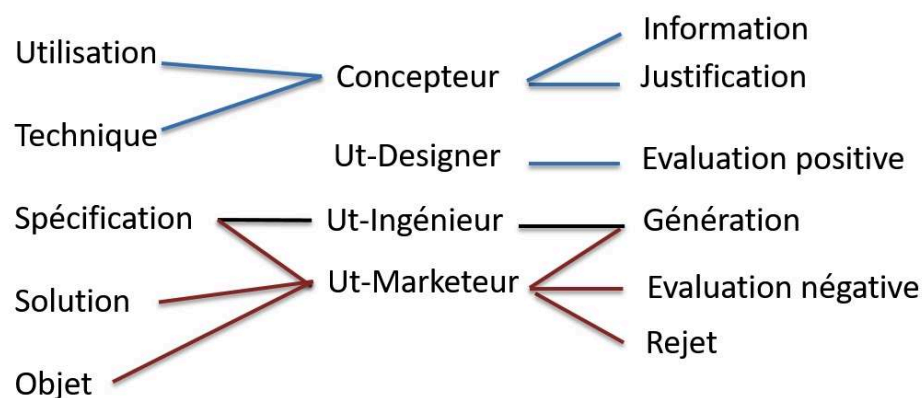 Utilisation
Technique
Spécification
Solution
Objet
Concepteur
Ut-Designer
Ut-Ingénieur
Ut-Marketeur
Information
Justification
Evaluation positive
Génération
Evaluation négative
Rejet